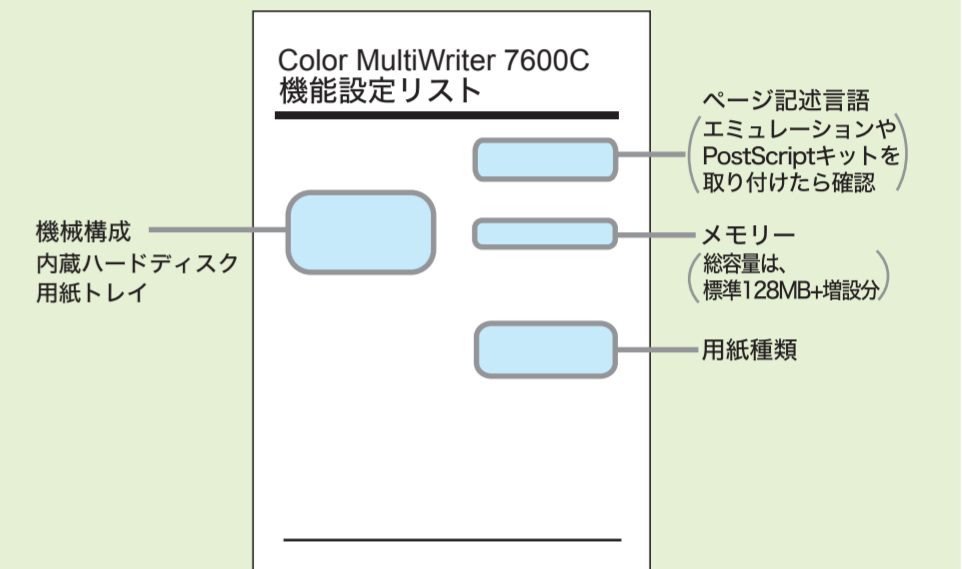 Color MultiWriter 7600C
機能設定リスト
ページ記述言語
(エミュレーションや
PostScriptキットを
取り付けたら確認)
機械構成
内蔵ハードディスク
用紙トレイ
メモリー
(総容量は、
標準128MB+増設分)
用紙種類